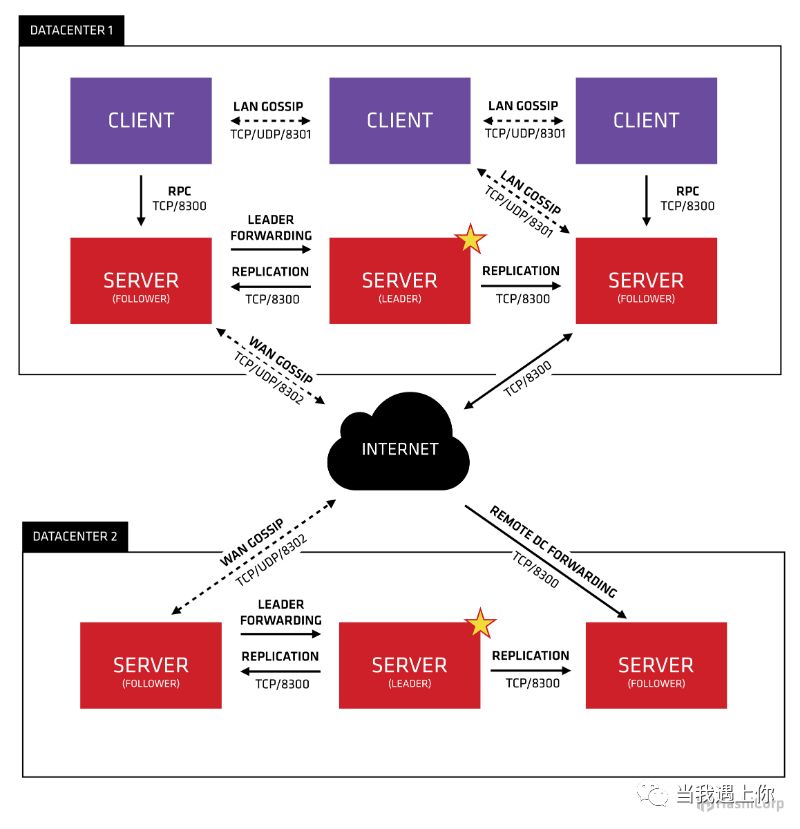 DATACENTER 1
CLIENT
LAN GOSSIP
TCP/UDP/8301
CLIENT
LAN GOSSIP
TCP/UDP/8301
CLIENT
RPC
TCP/8300
LAN GOSSIP
TCP/UDP/8301
RPC
TCP/8300
SERVER
(FOLLOWER)
LEADER
FORWARDING
REPLICATION
TCP/8300
SERVER
(LEADER)
REPLICATION
TCP/8300
SERVER
(FOLLOWER)
WAN GOSSIP
TCP/UDP/8302
TCP/8300
INTERNET
DATACENTER 2
WAN GOSSIP
TCP/UDP/8302
REMOTE DC FORWARDING
TCP/8300
SERVER
(FOLLOWER)
LEADER
FORWARDING
REPLICATION
TCP/8300
SERVER
(LEADER)
REPLICATION
TCP/8300
SERVER
(FOLLOWER)
当我遇上你
HashiCorp